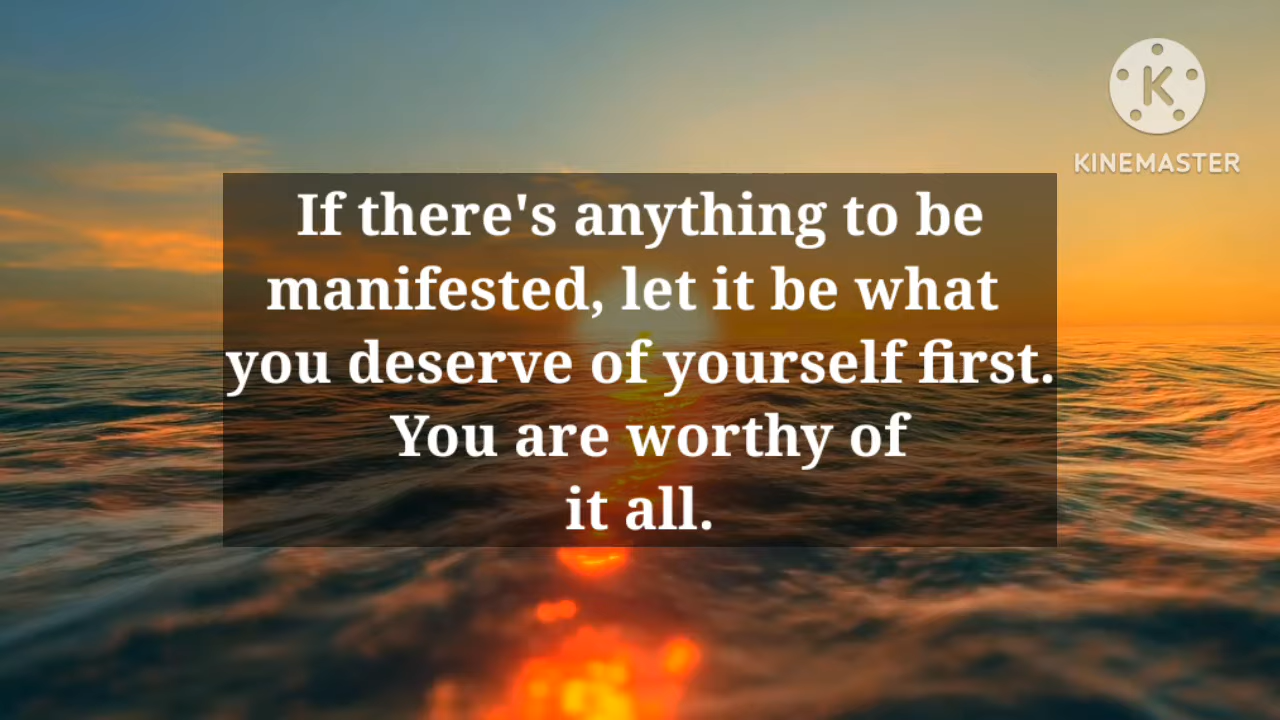 K
KINEMASTER
If there's anything to be
manifested, let it be what
you deserve of yourself first.
You are worthy of
it all.